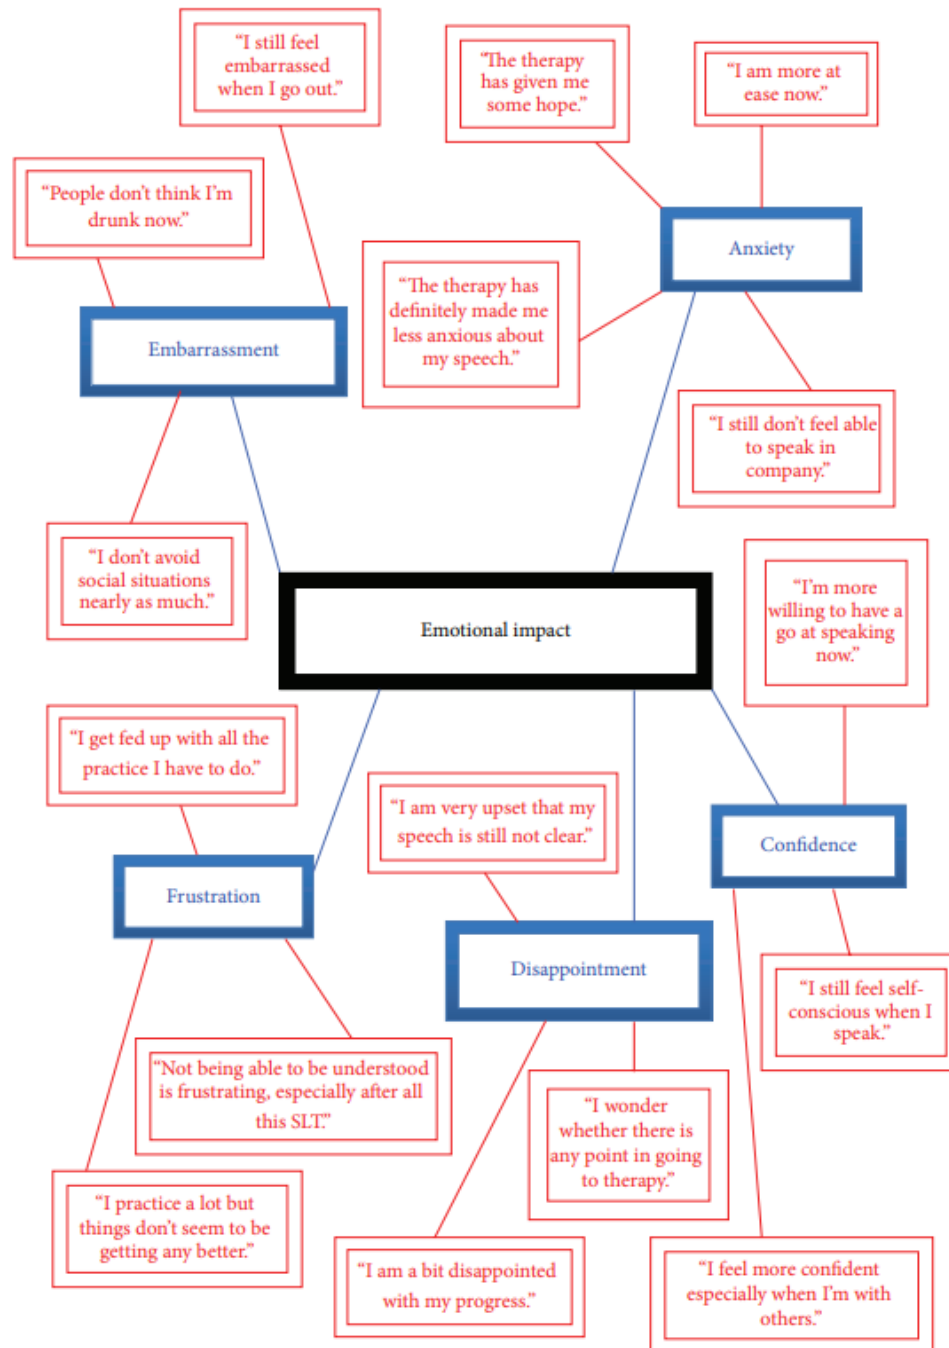 “I still feel
embarrassed
when I go out.”
“The therapy
has given me
some hope.”
“I am more at
ease now.”
“People don’t think I’m
drunk now.”
Anxiety
“The therapy has
definitely made me
less anxious about
my speech.”
Embarrassment
“I still don’t feel able
to speak in
company.”
“I don’t avoid
social situations
nearly as much.”
“I’m more
willing to have a
go at speaking
now.”
Emotional impact
“I get fed up with all the
practice I have to do.”
“I am very upset that my
speech is still not clear.”
Confidence
Frustration
Disappointment
“I still feel self-
conscious when I
speak.”
“Not being able to be understood
is frustrating, especially after all
this SLT.”
“I wonder
whether there is
any point in going
to therapy.”
“I practice a lot but
things don’t seem to be
getting any better.”
“I am a bit disappointed
with my progress.”
“I feel more confident
especially when I’m with
others.”